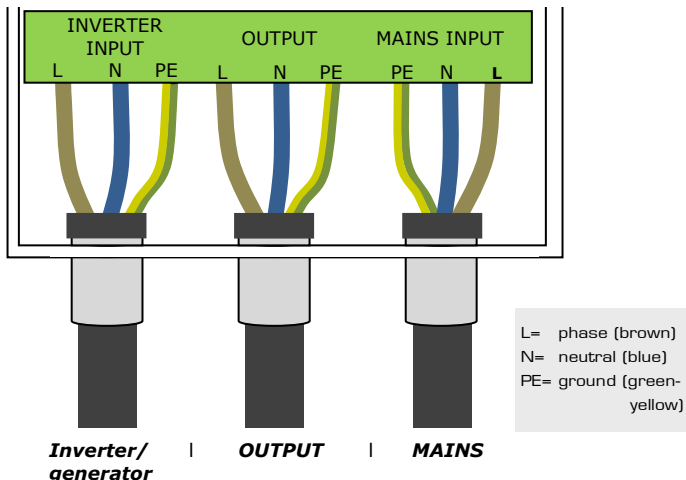 INVERTER
INPUT
OUTPUT
MAINS INPUT
L N PE
L N PE
PE N L
L= phase (brown)
N= neutral (blue)
PE= ground (green-
yellow)
Inverter/
generator
| OUTPUT | MAINS